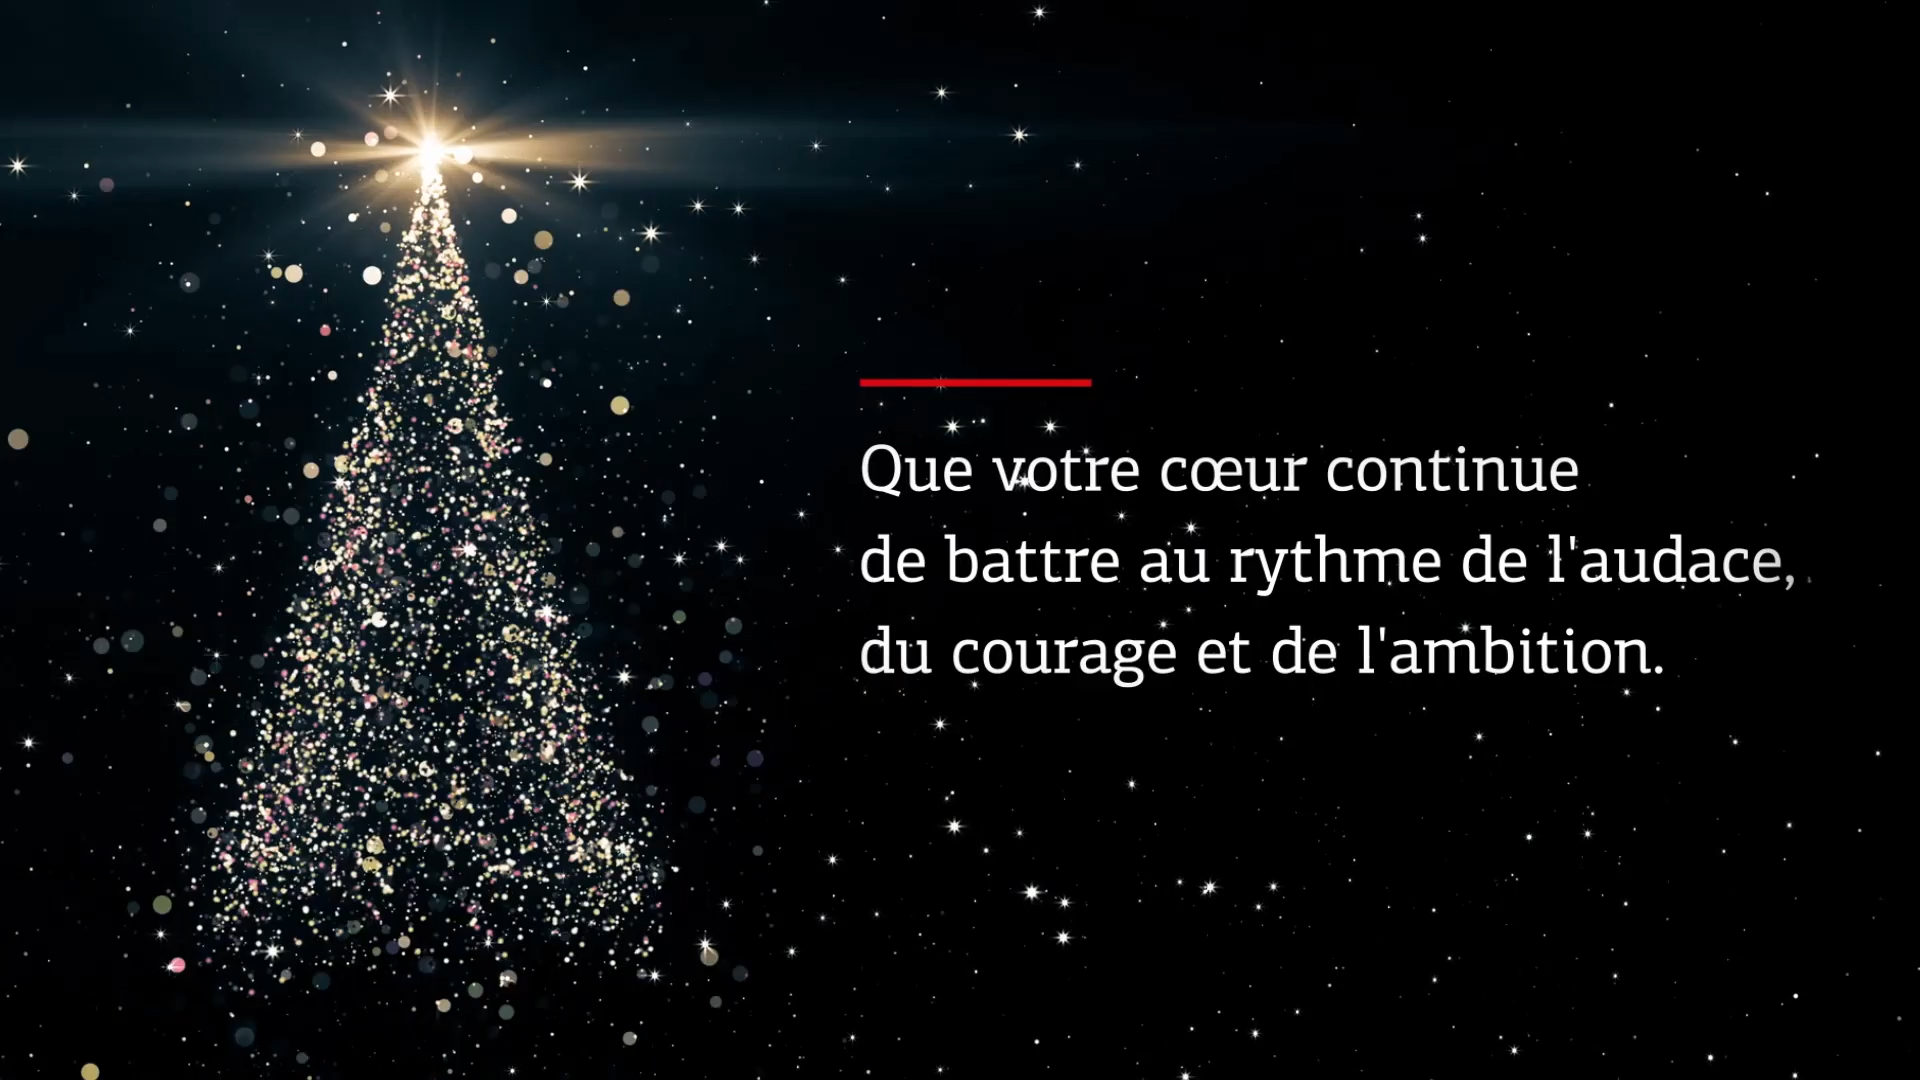 Que votre cœur continue
de battre au rythme de l'audace,
du courage et de l'ambition.